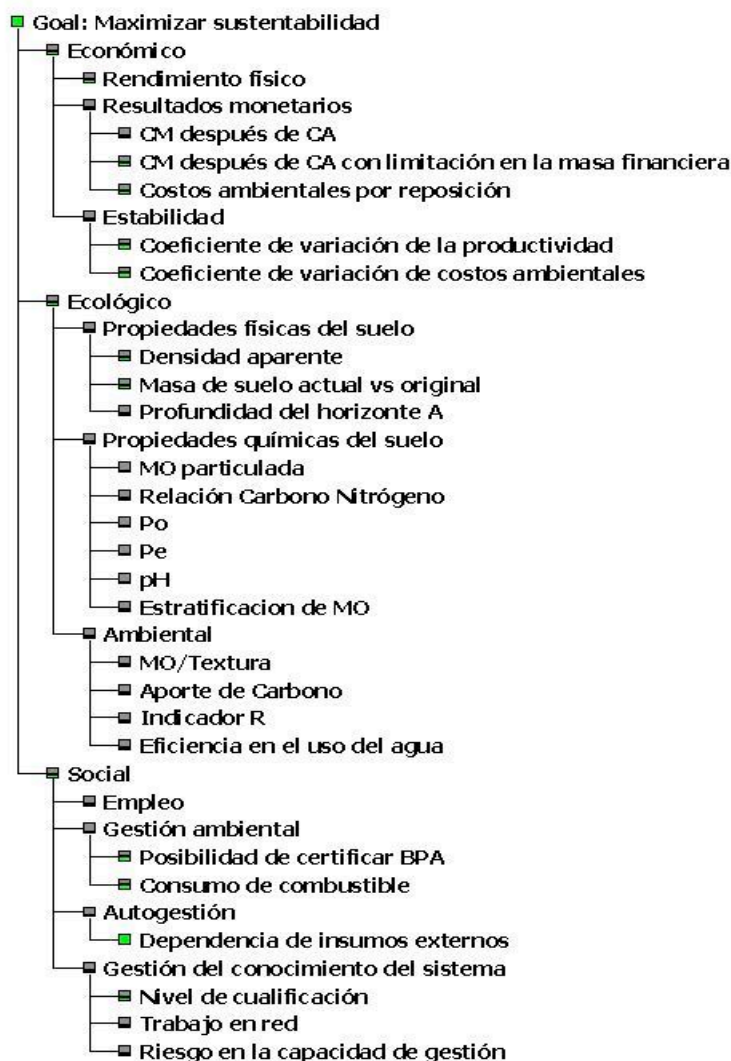 Goal: Maximizar sustentabilidad
Económico
Rendimiento físico
Resultados monetarios
CM después de CA
CM después de CA con limitación en la masa financiera
Costos ambientales por reposición
Estabilidad
Coeficiente de variación de la productividad
Coeficiente de variación de costos ambientales
Ecológico
Propiedades físicas del suelo
Densidad aparente
Masa de suelo actual vs original
Profundidad del horizonte A
Propiedades químicas del suelo
MO particulada
Relación Carbono Nitrógeno
Po
Pe
pH
Estratificacion de MO
Ambiental
MO/Textura
Aporte de Carbono
Indicador R
Eficiencia en el uso del agua
Social
Empleo
Gestión ambiental
Posibilidad de certificar BPA
Consumo de combustible
Autogestión
Dependencia de insumos externos
Gestión del conocimiento del sistema
Nivel de cualificación
Trabajo en red
Riesgo en la capacidad de gestión